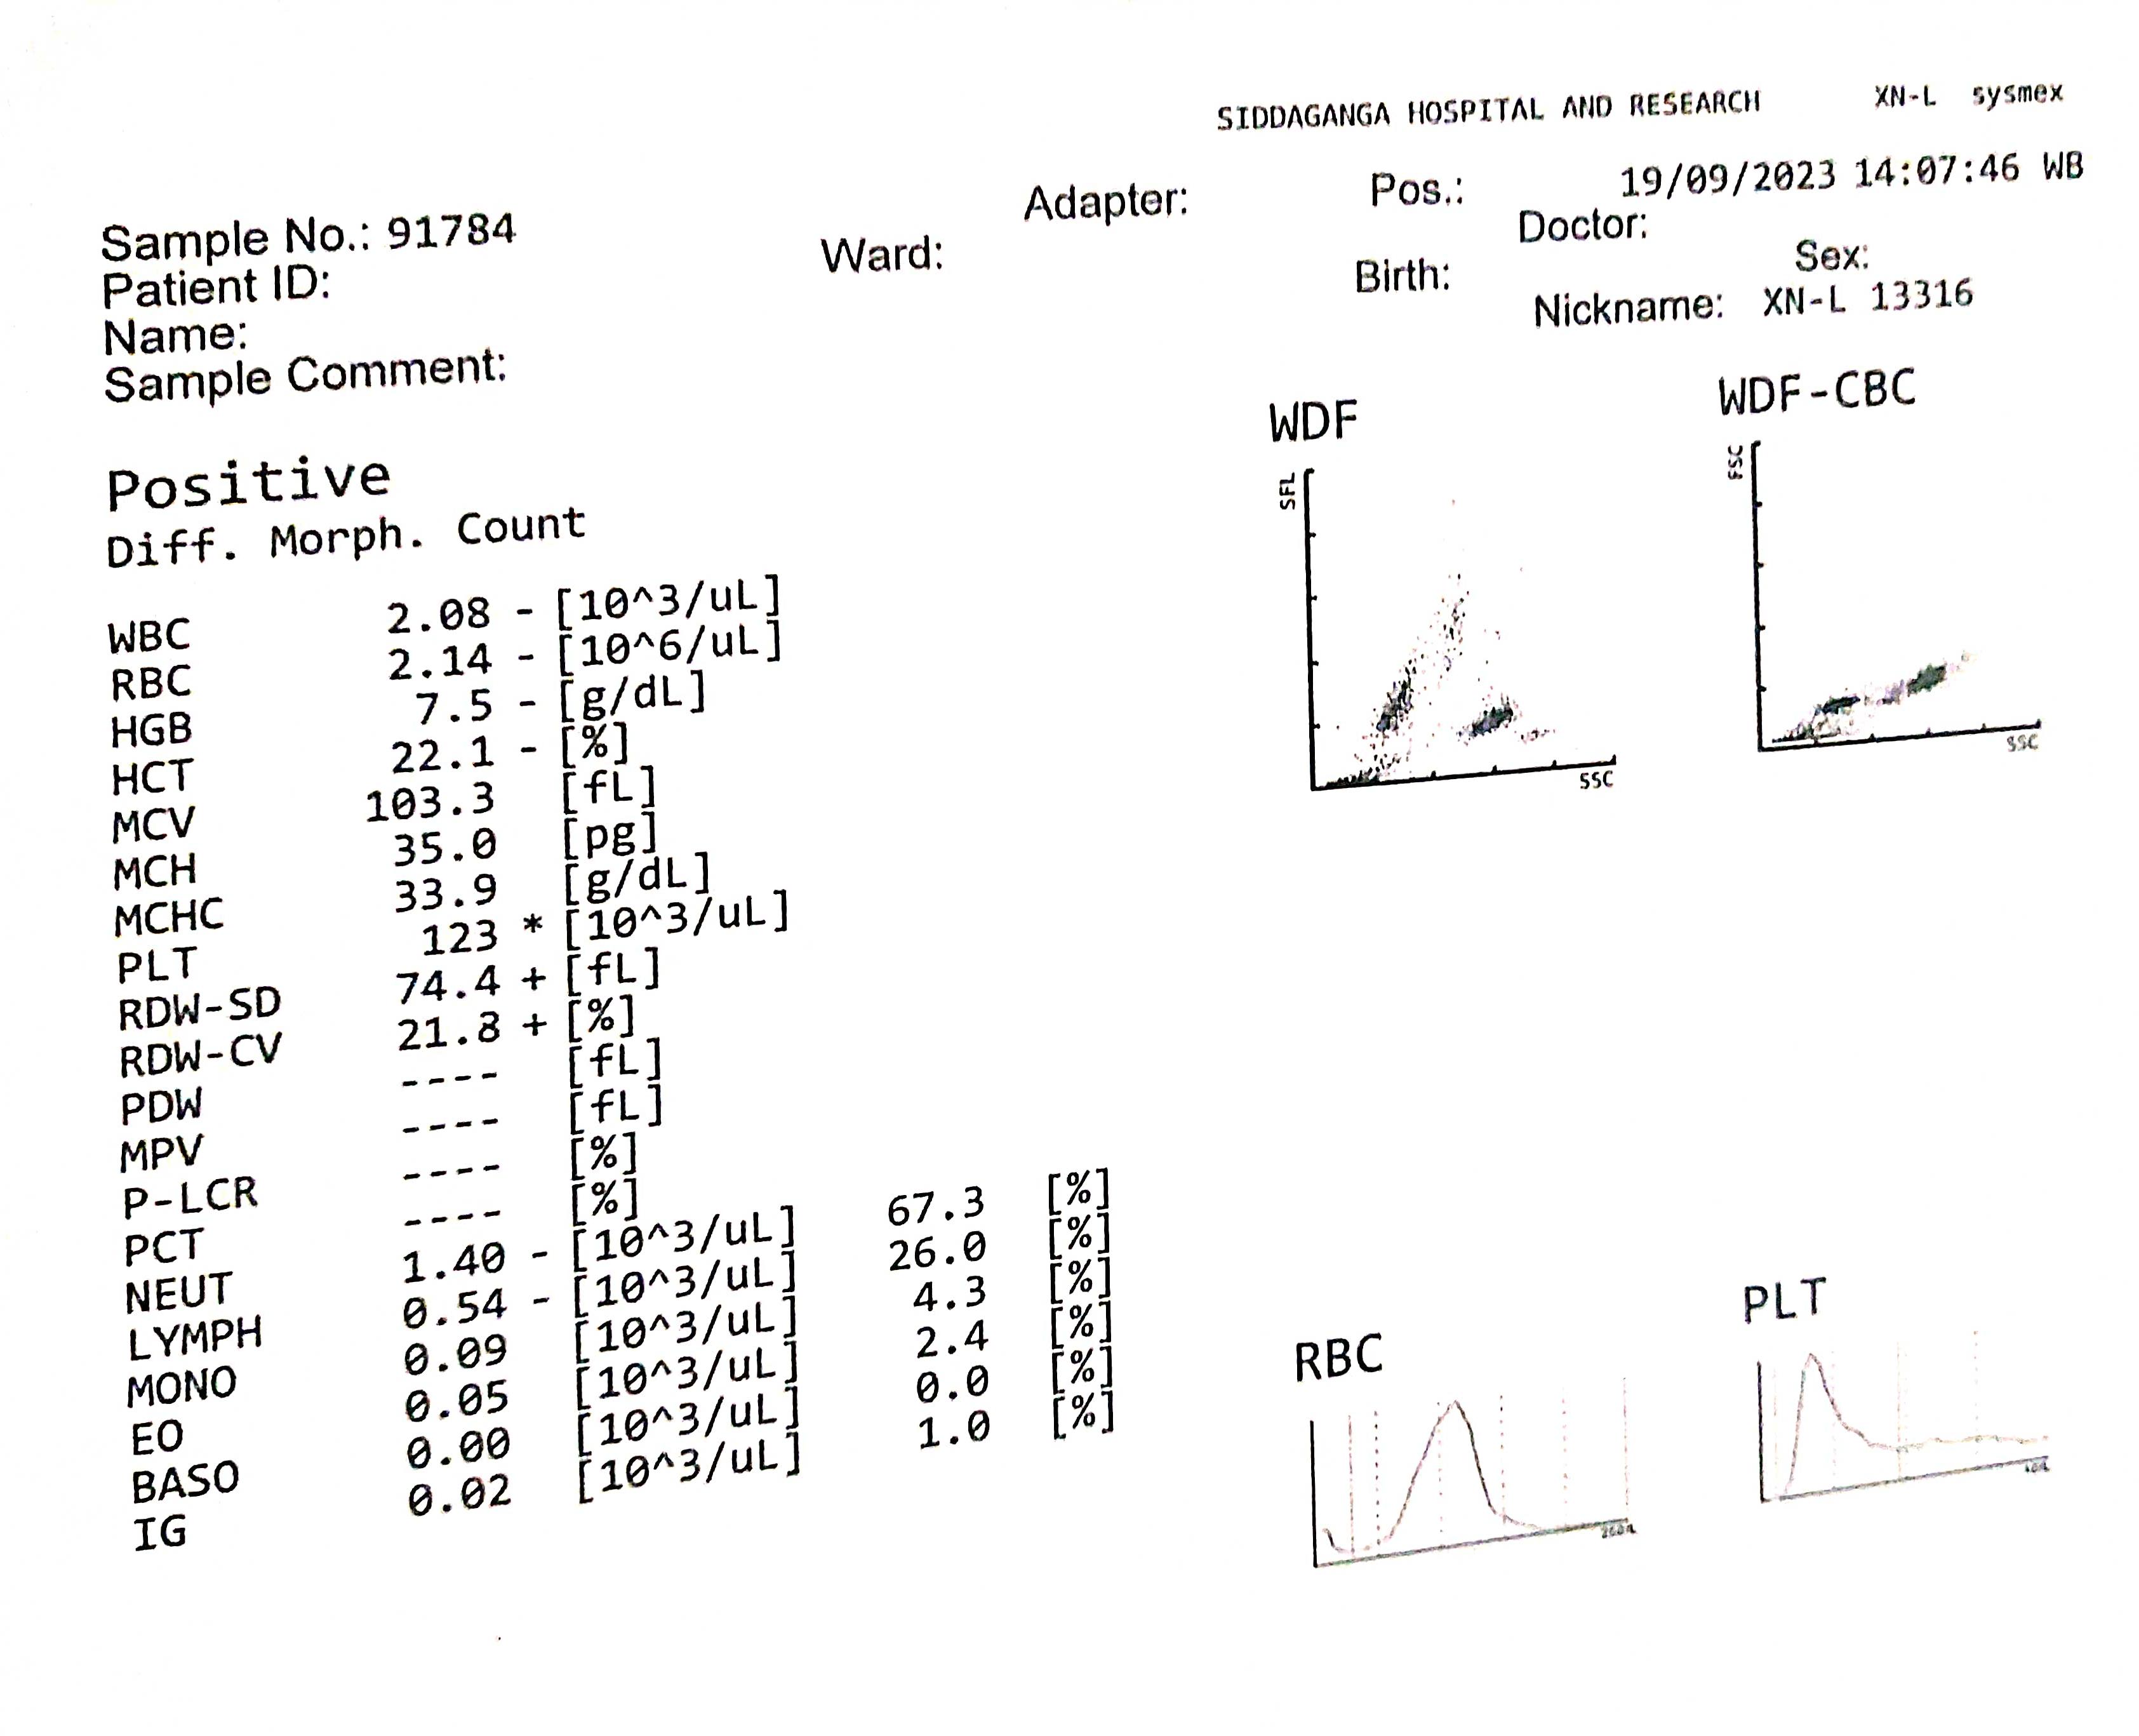 SIDDAGANGA HOSPITAL AND RESEARCH XN-L sysmex
Adapter: Pos.: 19/09/2023 14:07:46 WB
Sample No.: 91784 Ward: Doctor:
Patient ID: Birth: Sex:
Name: Nickname: XN-L 13316
Sample Comment:
Positive
Diff. Morph. Count
WBC 2.08 - [10^3/uL]
RBC 2.14 - [10^6/uL]
HGB 7.5 - [g/dL]
HCT 22.1 - [%]
MCV 103.3 [fL]
MCH 35.0 [pg]
MCHC 33.9 [g/dL]
PLT 123 * [10^3/uL]
RDW-SD 74.4 + [fL]
RDW-CV 21.8 + [%]
PDW ---- [fL]
MPV ---- [fL]
P-LCR ---- [%]
PCT ---- [%]
NEUT 1.40 - [10^3/uL] 67.3 [%]
LYMPH 0.54 - [10^3/uL] 26.0 [%]
MONO 0.09 [10^3/uL] 4.3 [%]
EO 0.05 [10^3/uL] 2.4 [%]
BASO 0.00 [10^3/uL] 0.0 [%]
IG 0.02 [10^3/uL] 1.0 [%]
WDF
SFL
SSC
WDF-CBC
FSC
SSC
RBC
PLT